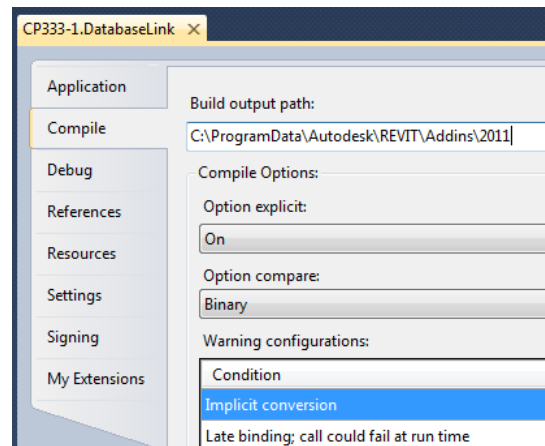 CP333-1.DatabaseLink
Application
Compile
Debug
References
Resources
Settings
Signing
My Extensions
Build output path:
C:\ProgramData\Autodesk\REVIT\Addins\2011
Compile Options:
Option explicit:
On
Option compare:
Binary
Warning configurations:
Condition
Implicit conversion
Late binding; call could fail at run time